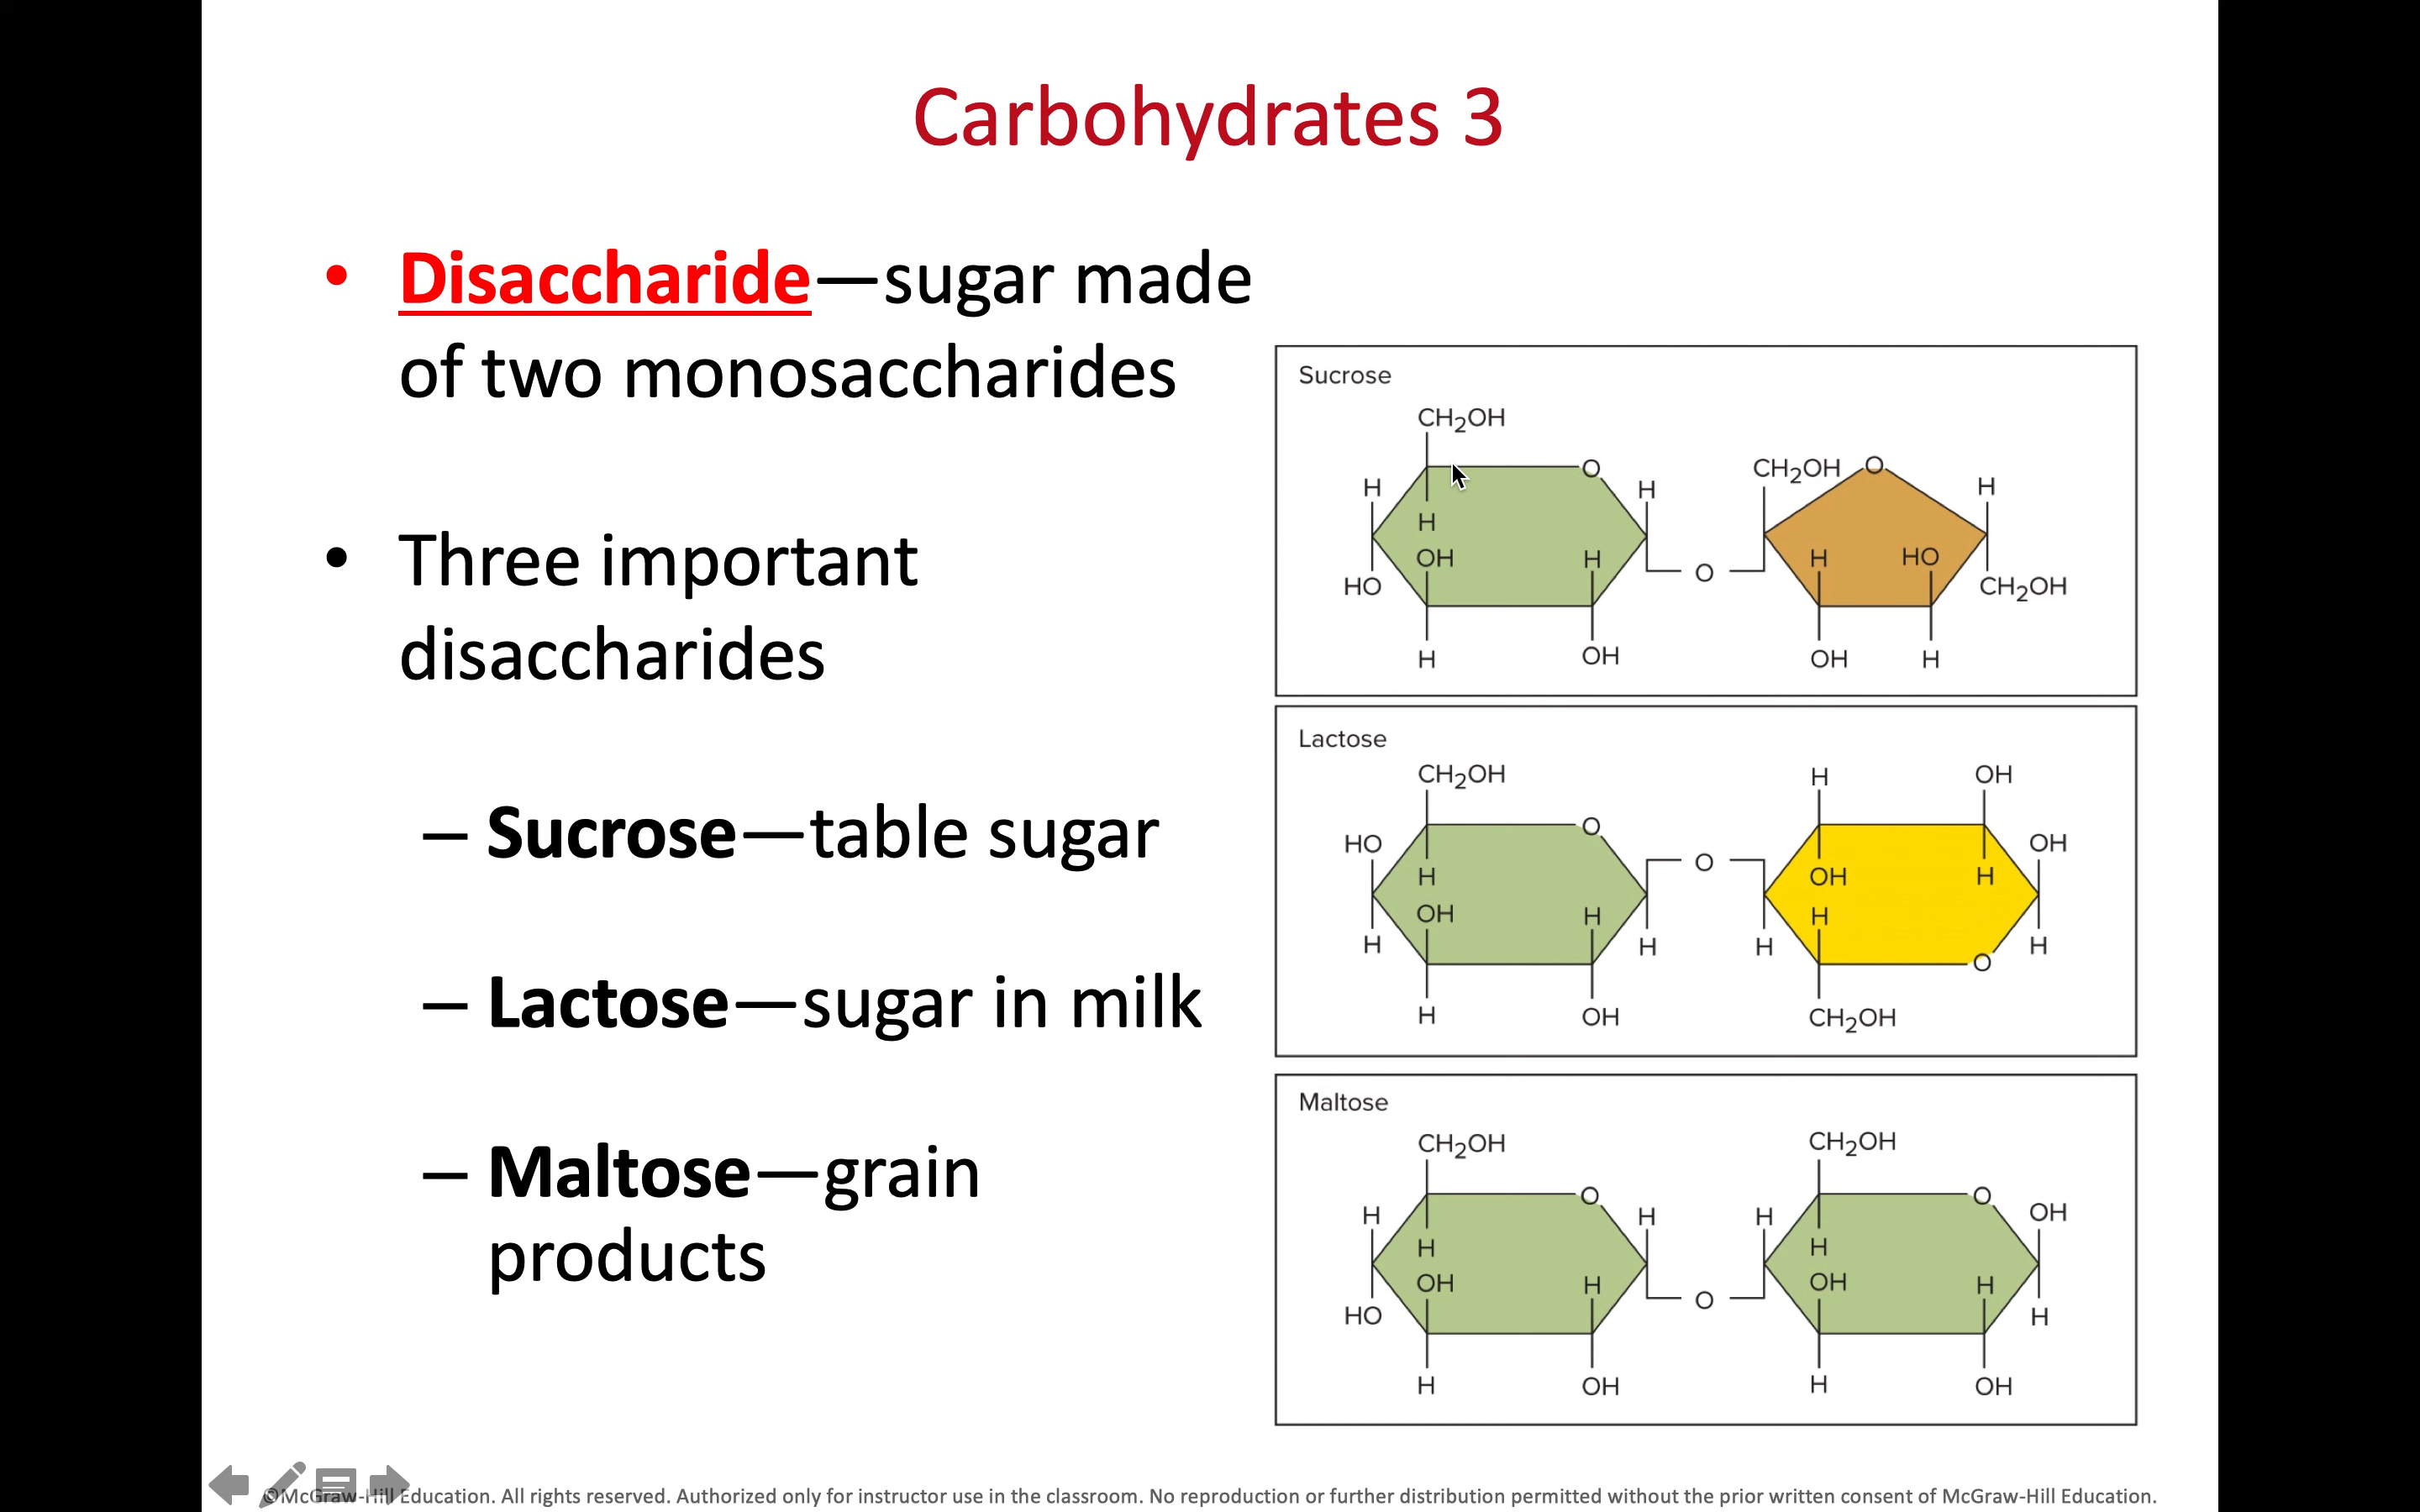 Carbohydrates 3
• Disaccharide—sugar made
of two monosaccharides
• Three important
disaccharides
– Sucrose—table sugar
– Lactose—sugar in milk
– Maltose—grain
products
Sucrose
CH2OH
CH2OH O
O
H H H
H
OH H H HO
O
HO CH2OH
H OH OH H
Lactose
CH2OH H OH
O
HO OH
O
H OH H
OH H H
H H H H
O
H OH CH2OH
Maltose
CH2OH CH2OH
O O
H H H OH
H H
OH H OH H
O
HO H
H OH H OH
©McGraw-Hill Education. All rights reserved. Authorized only for instructor use in the classroom. No reproduction or further distribution permitted without the prior written consent of McGraw-Hill Education.